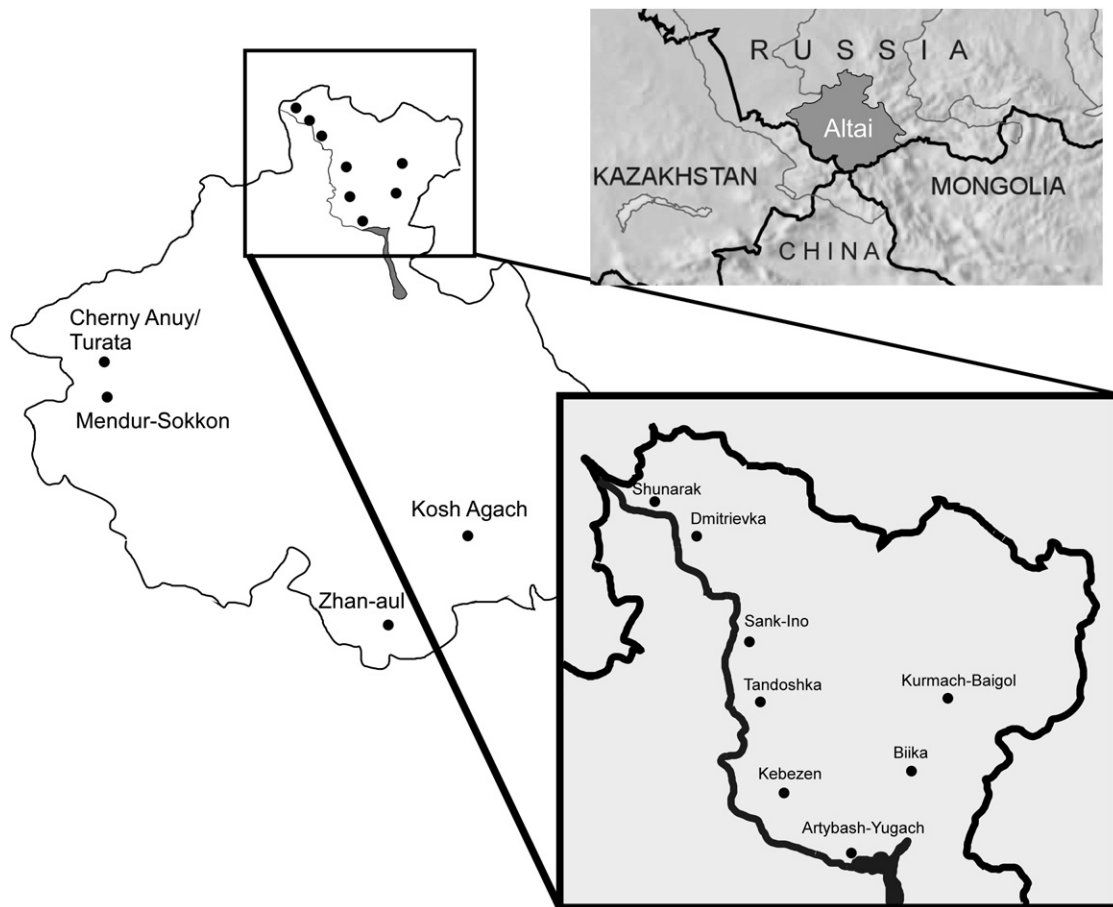 RUSSIA
Altai
KAZAKHSTAN
MONGOLIA
CHINA
Cherny Anuy/
Turata
Mendur-Sokkon
Kosh Agach
Zhan-aul
Shunarak
Dmitrievka
Sank-Ino
Tandoshka
Kurmach-Baigol
Biika
Kebezen
Artybash-Yugach